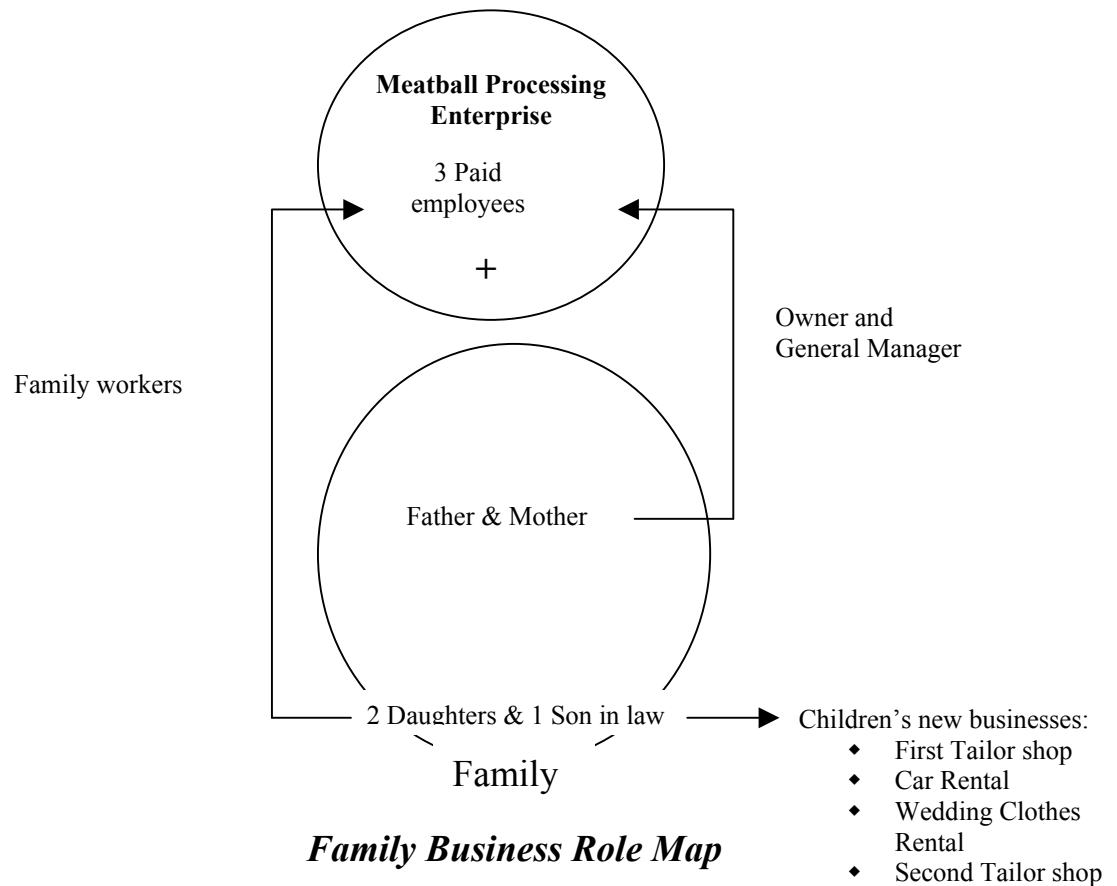 Meatball Processing
Enterprise
3 Paid
employees
+
Owner and
General Manager
Family workers
Father & Mother
2 Daughters & 1 Son in law
Children’s new businesses:
◆ First Tailor shop
◆ Car Rental
◆ Wedding Clothes
Rental
◆ Second Tailor shop
Family
Family Business Role Map